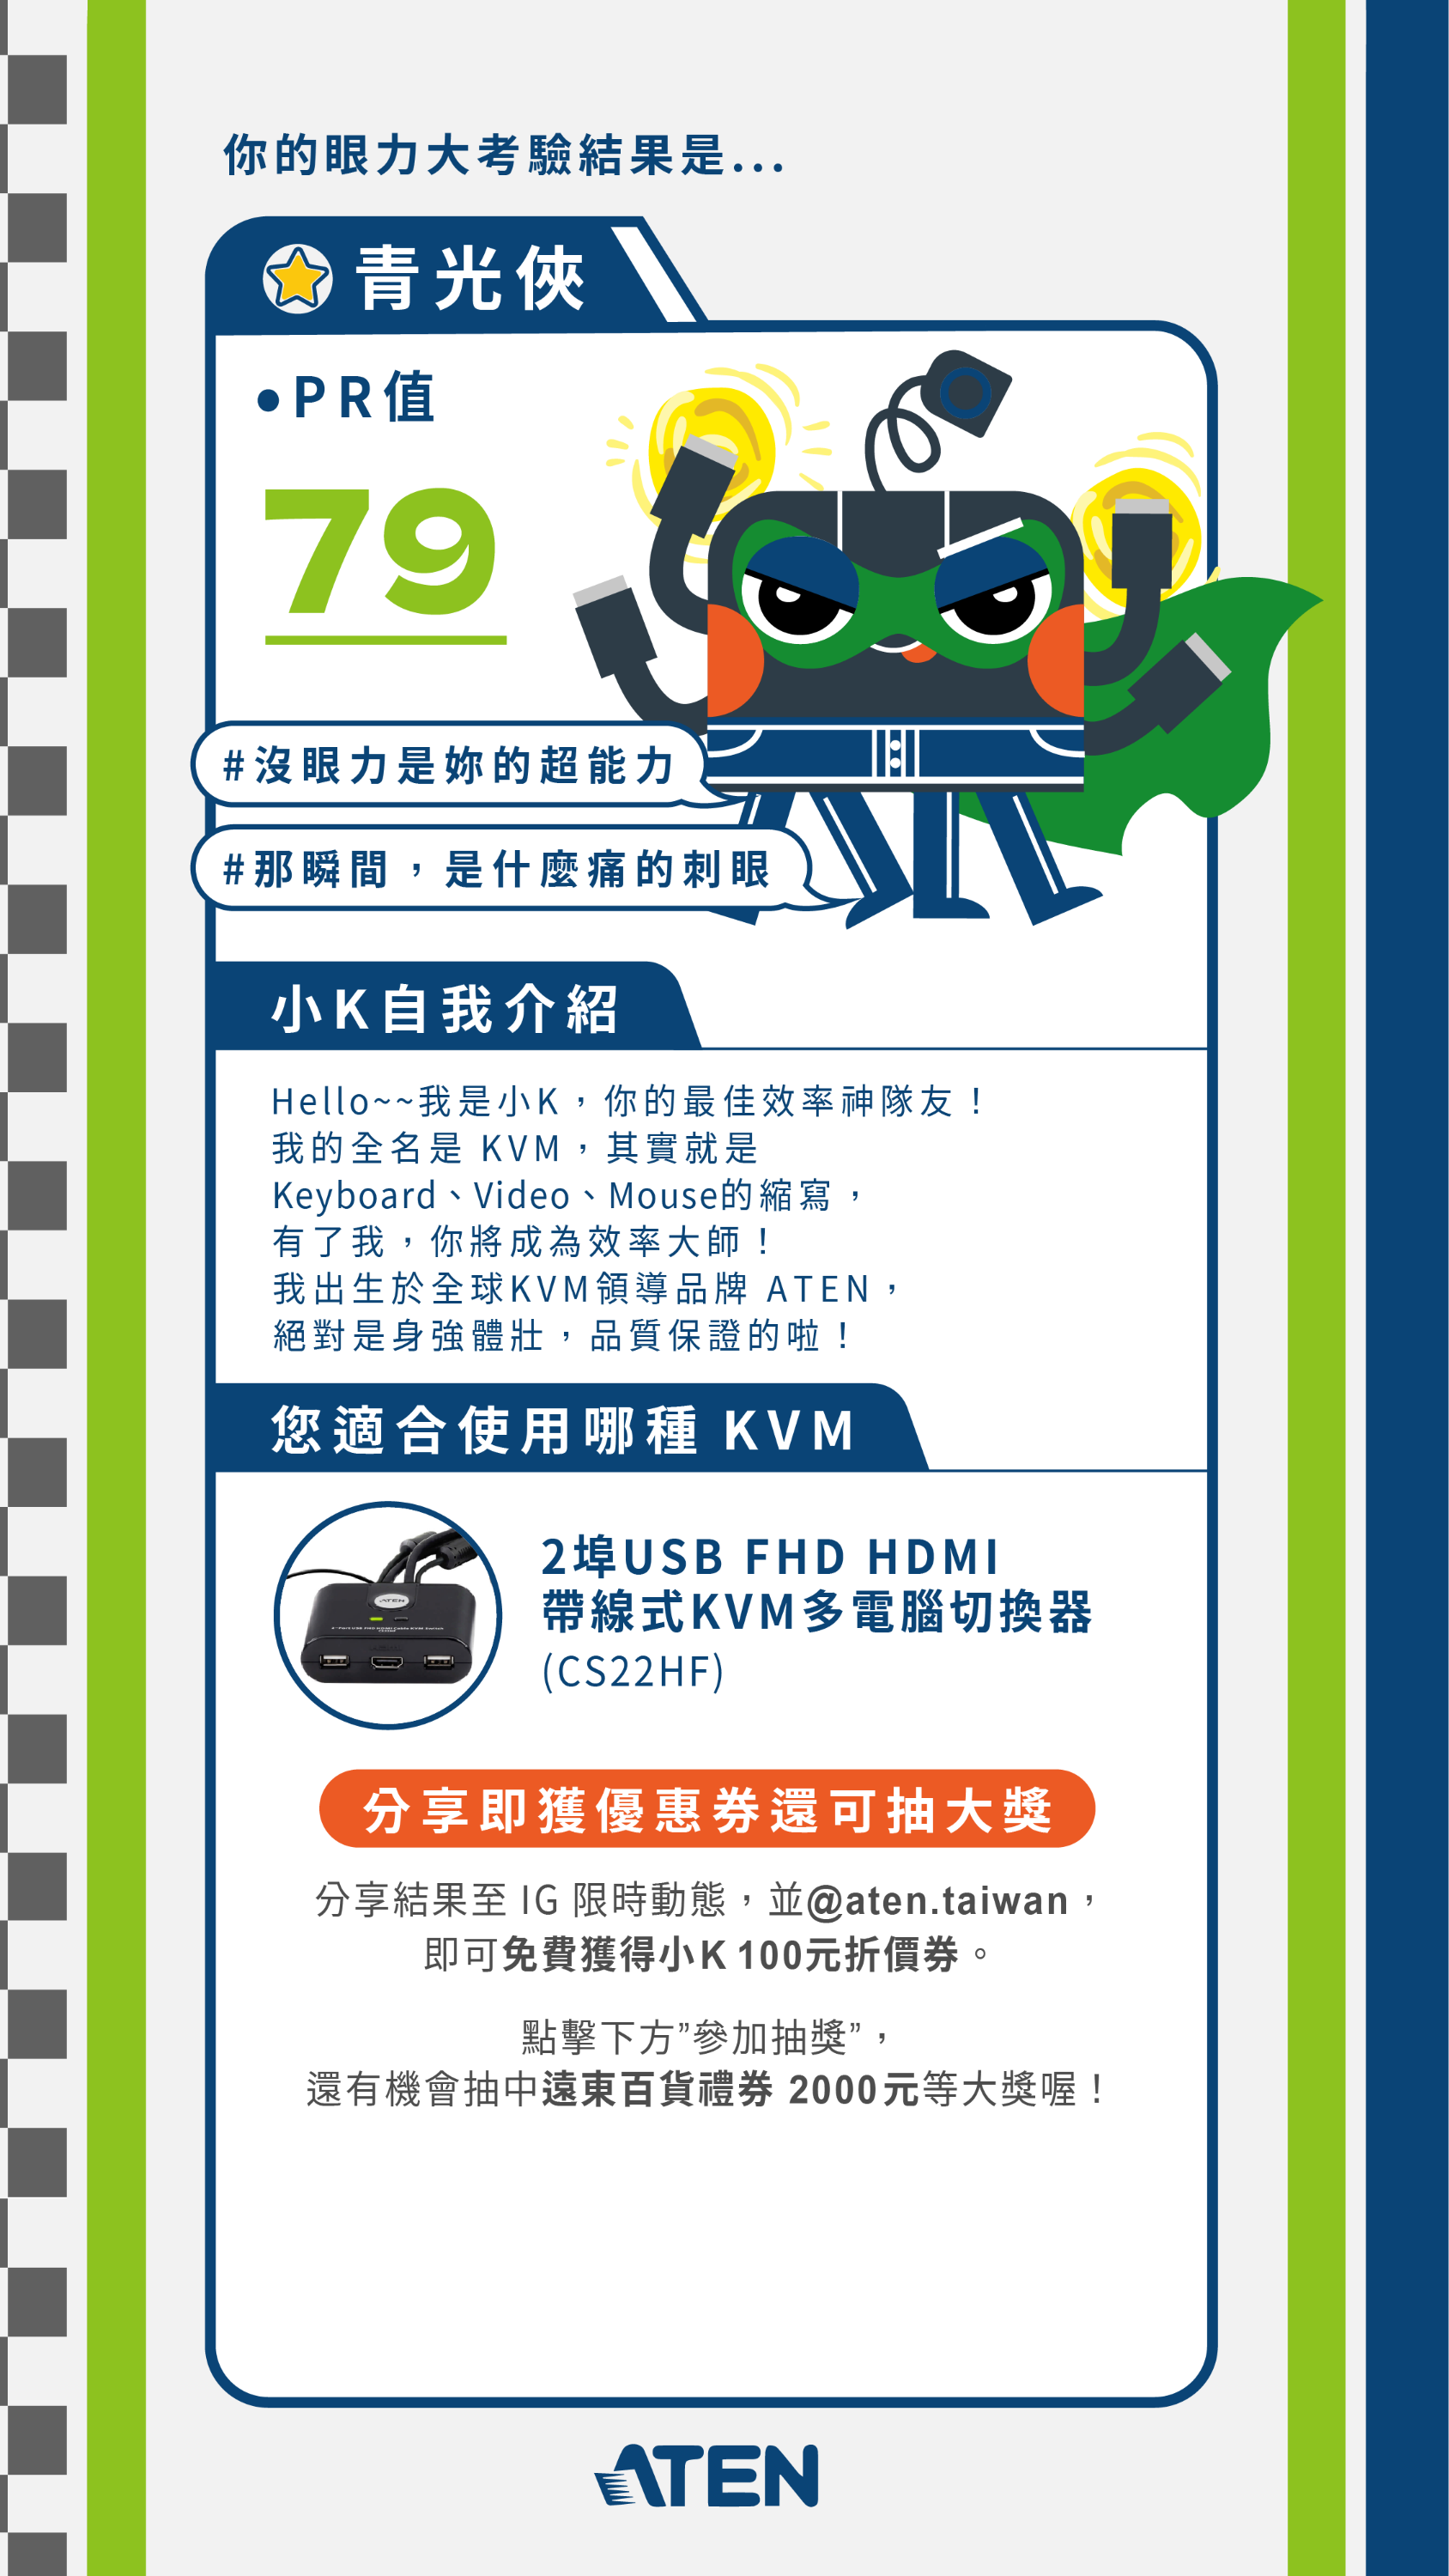 你的眼力大考驗結果是...
青光俠
•PR值
79
#沒眼力是妳的超能力
#那瞬間，是什麼痛的刺眼
小K自我介紹
Hello~~我是小K，你的最佳效率神隊友！
我的全名是 KVM，其實就是
Keyboard、Video、Mouse的縮寫，
有了我，你將成為效率大師！
我出生於全球KVM領導品牌 ATEN，
絕對是身強體壯，品質保證的啦！
您適合使用哪種 KVM
ATEN
2埠USB FHD HDMI
帶線式KVM多電腦切換器
(CS22HF)
分享即獲優惠券還可抽大獎
分享結果至 IG 限時動態，並@aten.taiwan，
即可免費獲得小K 100元折價券。
點擊下方”參加抽獎”，
還有機會抽中遠東百貨禮券 2000元等大獎喔！
ATEN